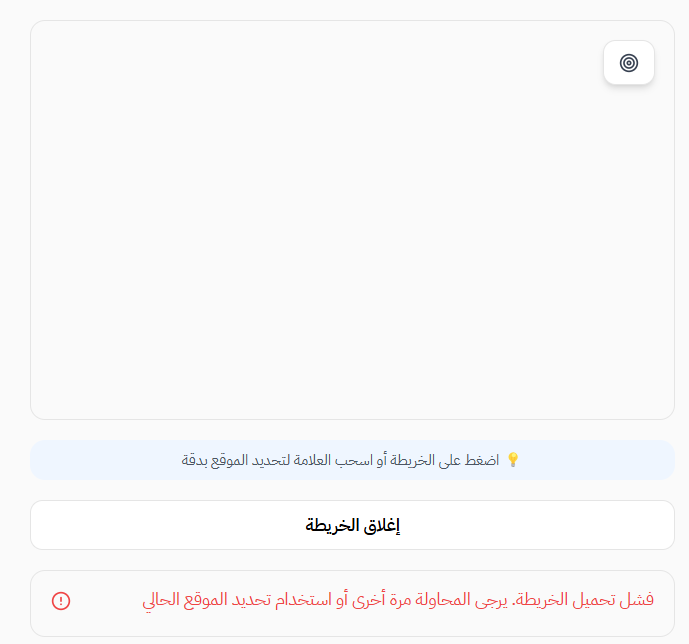 💡 اضغط على الخريطة أو اسحب العلامة لتحديد الموقع بدقة
إغلاق الخريطة
فشل تحميل الخريطة. يرجى المحاولة مرة أخرى أو استخدام تحديد الموقع الحالي